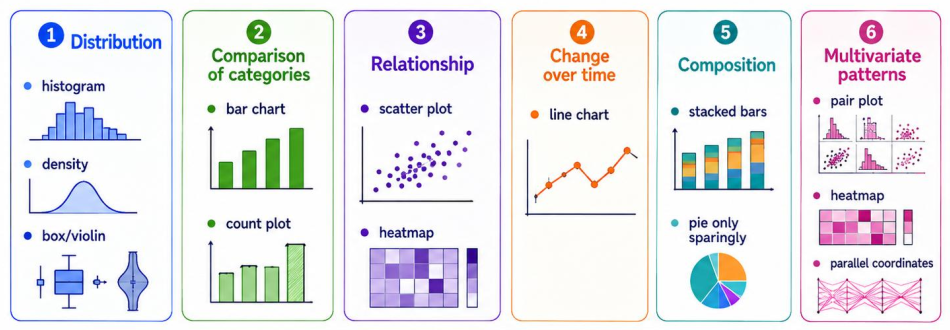 1 Distribution
histogram
density
box/violin
2
Comparison
of categories
bar chart
count plot
3
Relationship
scatter plot
heatmap
4
Change
over time
line chart
5
Composition
stacked bars
pie only
sparingly
6
Multivariate
patterns
pair plot
heatmap
parallel coordinates